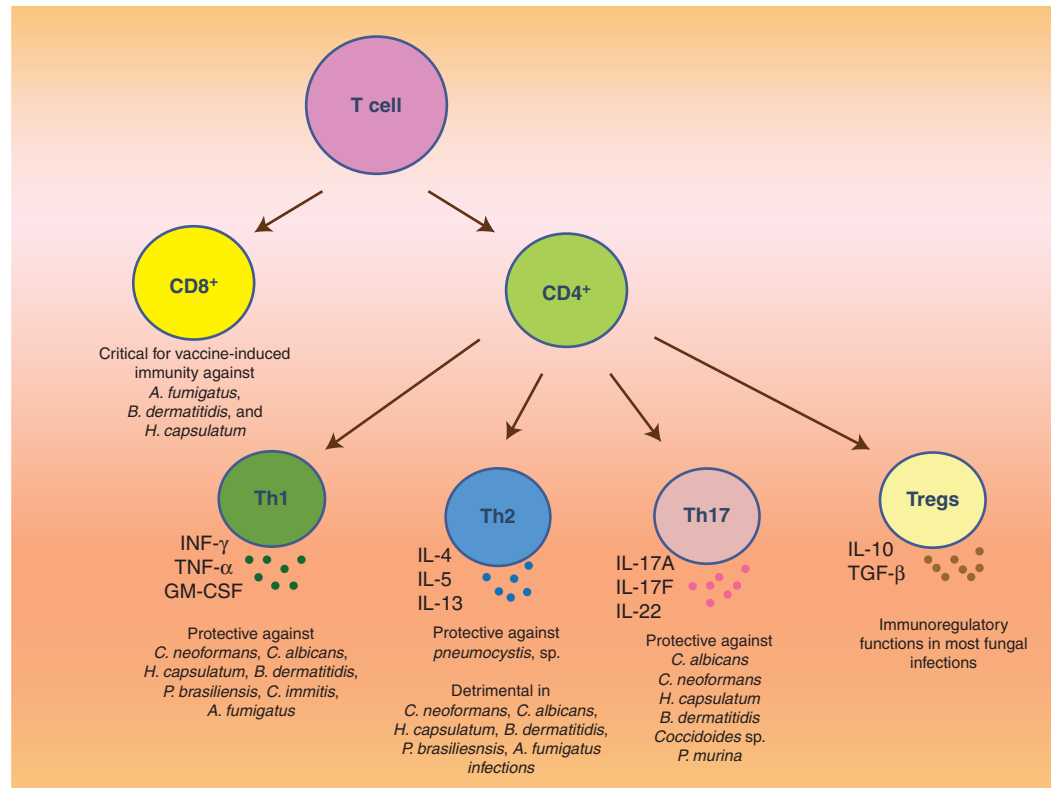 T cell
CD8⁺
CD4⁺
Critical for vaccine-induced
immunity against
A. fumigatus,
B. dermatitidis, and
H. capsulatum
Th1
INF-γ
TNF-α
GM-CSF
Protective against
C. neoformans, C. albicans,
H. capsulatum, B. dermatitidis,
P. brasiliensis, C. immitis,
A. fumigatus
Th2
IL-4
IL-5
IL-13
Protective against
pneumocystis, sp.
Detrimental in
C. neoformans, C. albicans,
H. capsulatum, B. dermatitidis,
P. brasiliesnsis, A. fumigatus
infections
Th17
IL-17A
IL-17F
IL-22
Protective against
C. albicans
C. neoformans
H. capsulatum
B. dermatitidis
Coccidoides sp.
P. murina
Tregs
IL-10
TGF-β
Immunoregulatory
functions in most fungal
infections